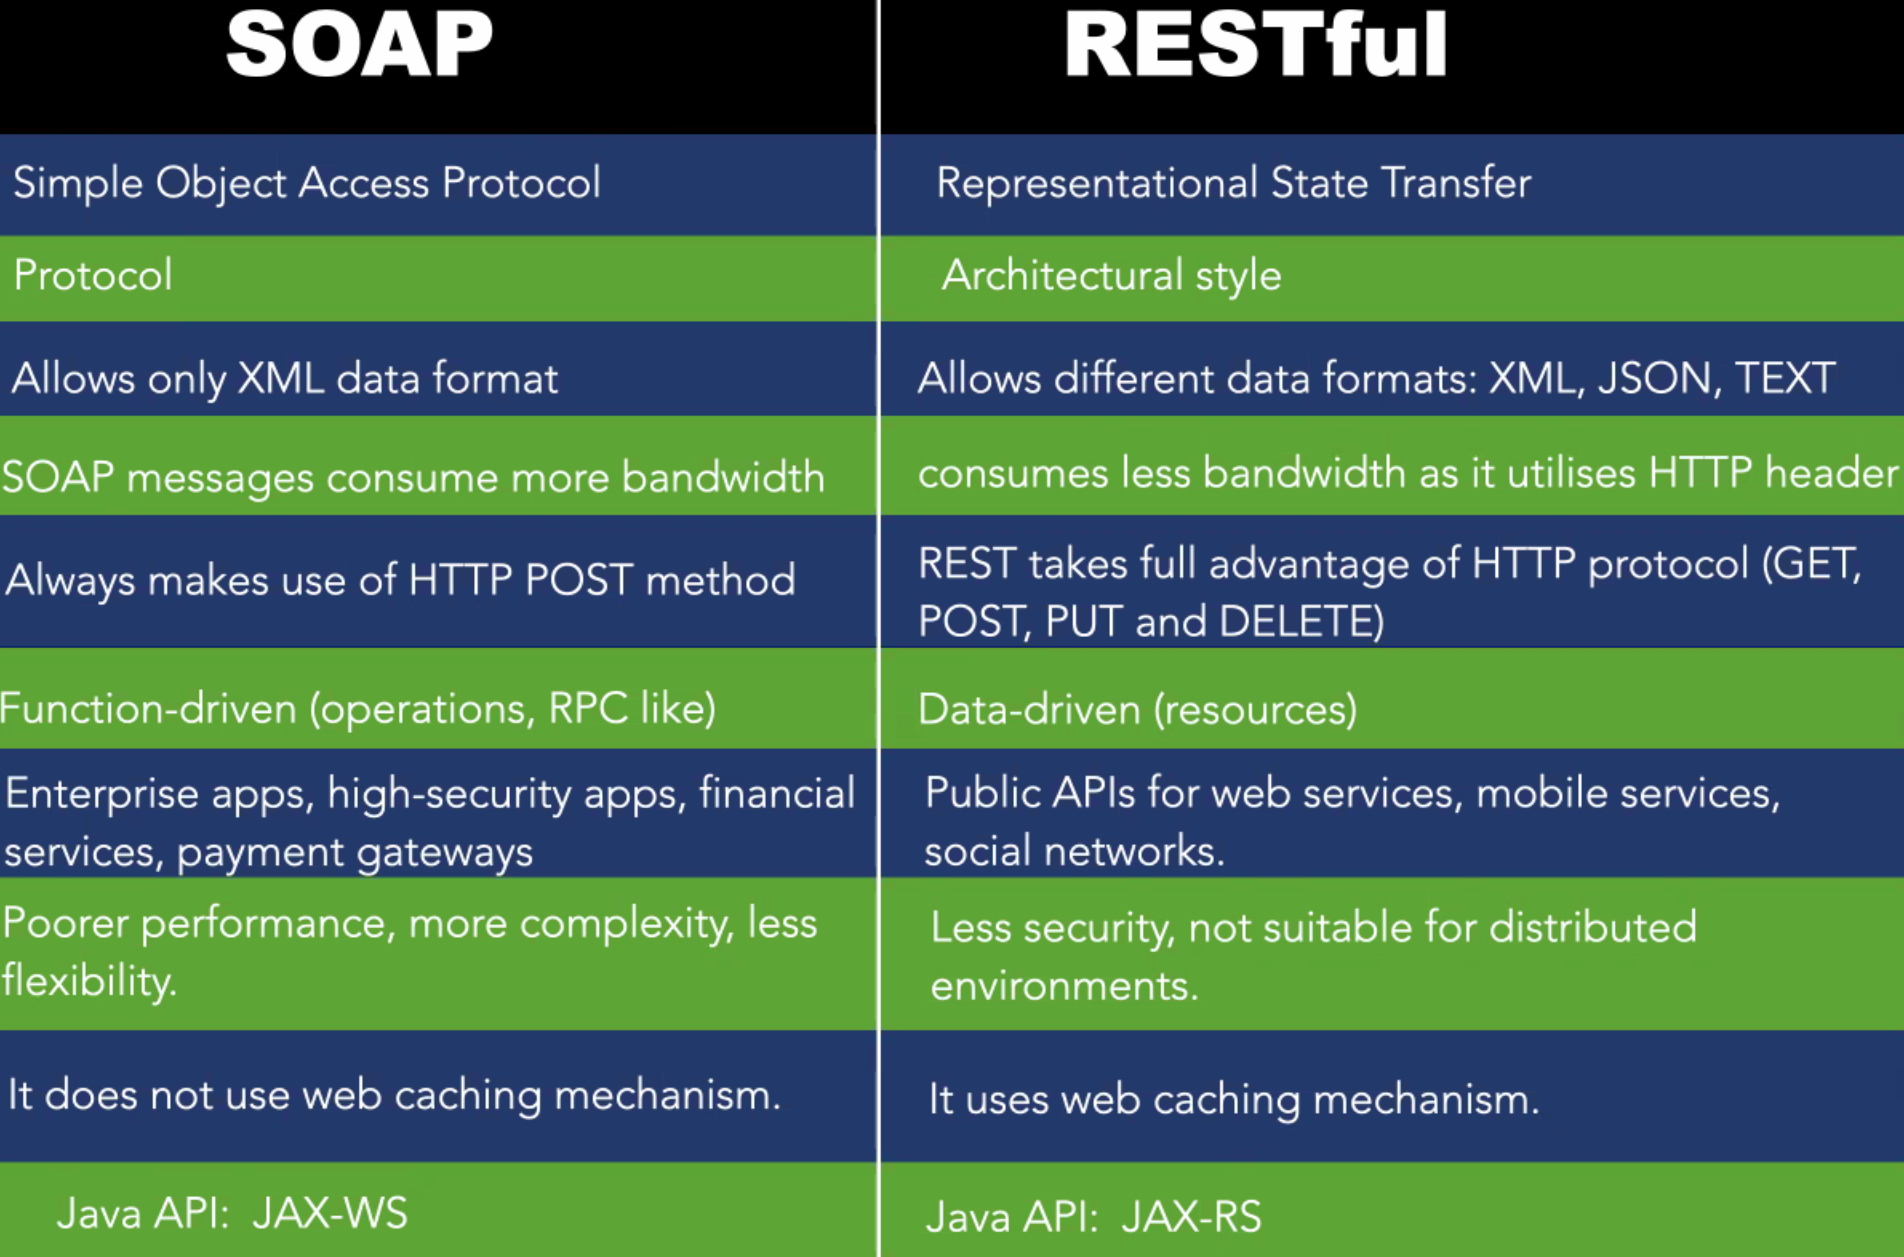 SOAP
RESTful
Simple Object Access Protocol
Representational State Transfer
Protocol
Architectural style
Allows only XML data format
Allows different data formats: XML, JSON, TEXT
SOAP messages consume more bandwidth
consumes less bandwidth as it utilises HTTP header
Always makes use of HTTP POST method
REST takes full advantage of HTTP protocol (GET,
POST, PUT and DELETE)
Function-driven (operations, RPC like)
Data-driven (resources)
Enterprise apps, high-security apps, financial
services, payment gateways
Public APIs for web services, mobile services,
social networks.
Poorer performance, more complexity, less
flexibility.
Less security, not suitable for distributed
environments.
It does not use web caching mechanism.
It uses web caching mechanism.
Java API: JAX-WS
Java API: JAX-RS